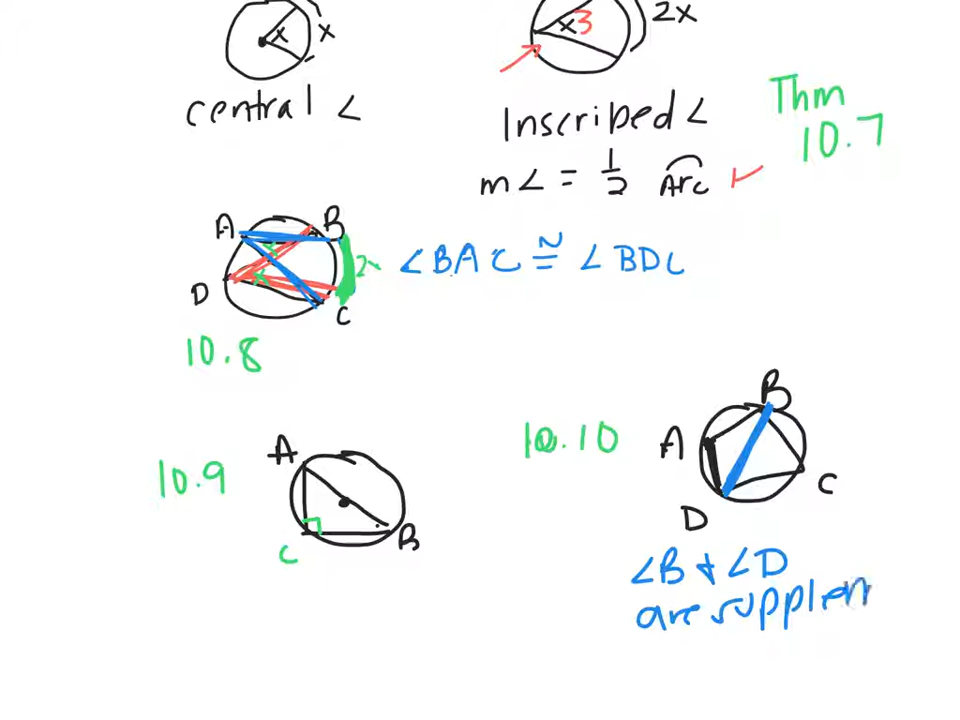 x x
x 3 2x
central ∠
Inscribed ∠
Thm
10.7
m∠ = 1/2 Arc
A B
D C
2x
∠BAC ≅ ∠BDC
10.8
10.9
A
C B
10.10
B
A C
D
∠B & ∠D
are supplem